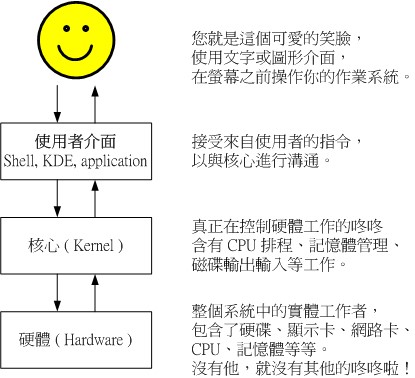 您就是這個可愛的笑臉，
使用文字或圖形介面，
在螢幕之前操作你的作業系統。
使用者介面
Shell, KDE, application
接受來自使用者的指令，
以與核心進行溝通。
核心 ( Kernel )
真正在控制硬體工作的咚咚
含有 CPU 排程、記憶體管理、
磁碟輸出輸入等工作。
硬體 ( Hardware )
整個系統中的實體工作者，
包含了硬碟、顯示卡、網路卡、
CPU、記憶體等等。
沒有他，就沒有其他的咚咚啦！